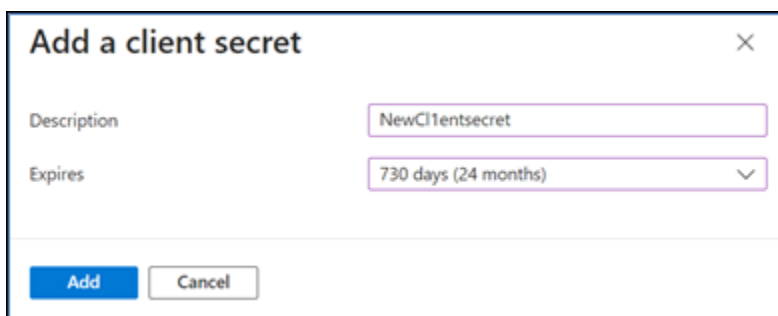 Add a client secret
Description NewCl1entsecret
Expires 730 days (24 months)
Add Cancel